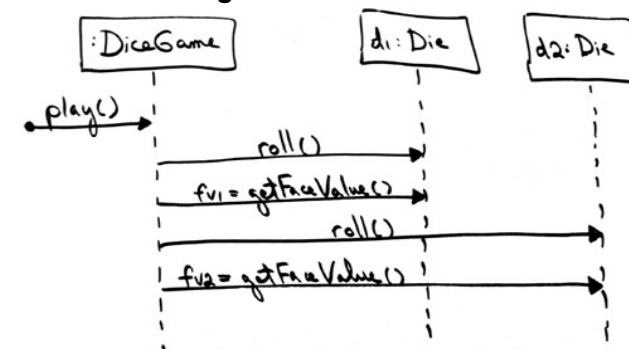 :DiceGame
d1:Die
d2:Die
play()
roll()
fv1=getFaceValue()
roll()
fv2=getFaceValue()